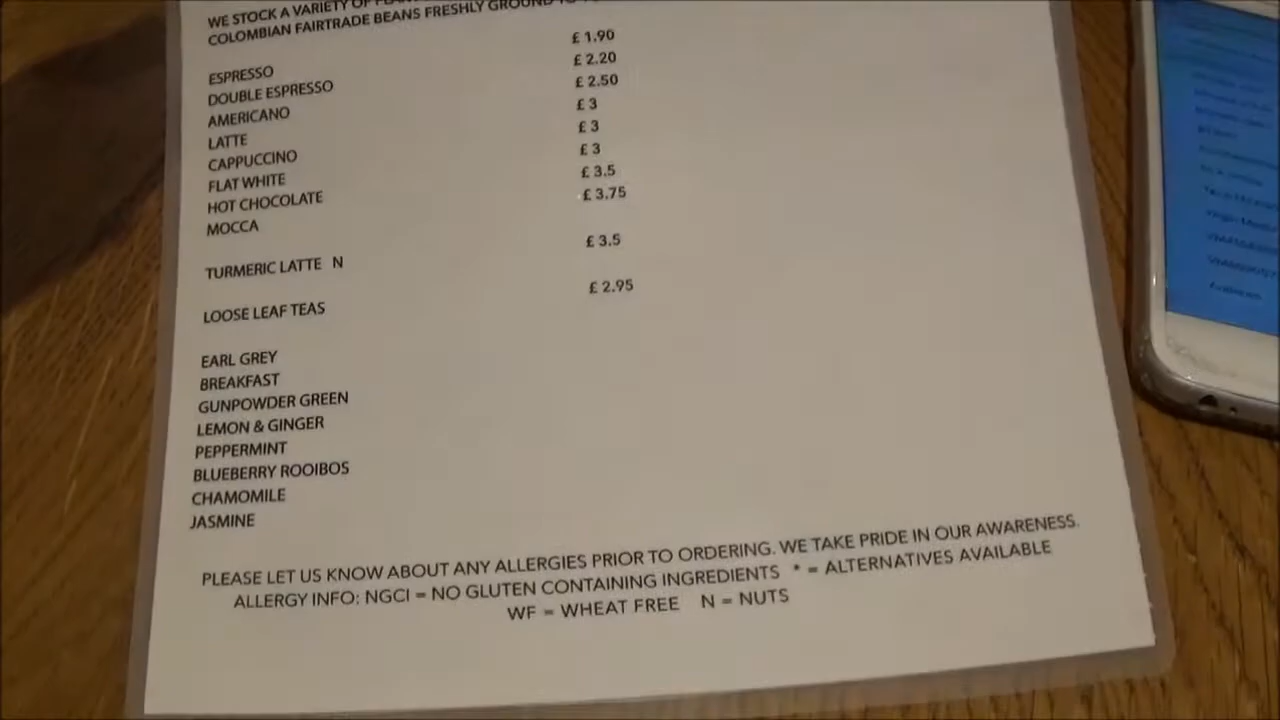 WE STOCK A VARIETY OF
COLOMBIAN FAIRTRADE BEANS FRESHLY GROUND TO
ESPRESSO £ 1.90
DOUBLE ESPRESSO £ 2.20
AMERICANO £ 2.50
LATTE £ 3
CAPPUCCINO £ 3
FLAT WHITE £ 3
HOT CHOCOLATE £ 3.5
MOCCA £ 3.75
TURMERIC LATTE N £ 3.5
LOOSE LEAF TEAS £ 2.95
EARL GREY
BREAKFAST
GUNPOWDER GREEN
LEMON & GINGER
PEPPERMINT
BLUEBERRY ROOIBOS
CHAMOMILE
JASMINE
PLEASE LET US KNOW ABOUT ANY ALLERGIES PRIOR TO ORDERING. WE TAKE PRIDE IN OUR AWARENESS.
ALLERGY INFO: NGCI = NO GLUTEN CONTAINING INGREDIENTS * = ALTERNATIVES AVAILABLE
WF = WHEAT FREE N = NUTS